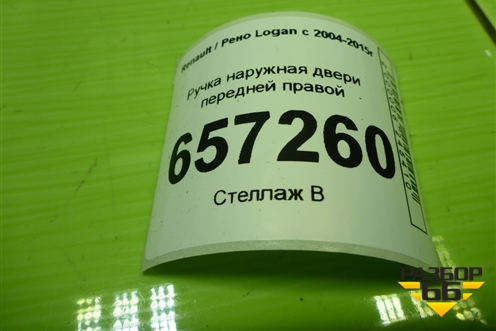 Renault / Рено Logan с 2004-2015г
Ручка наружная двери
передней правой
657260
Стеллаж В
РАЗБОР
66